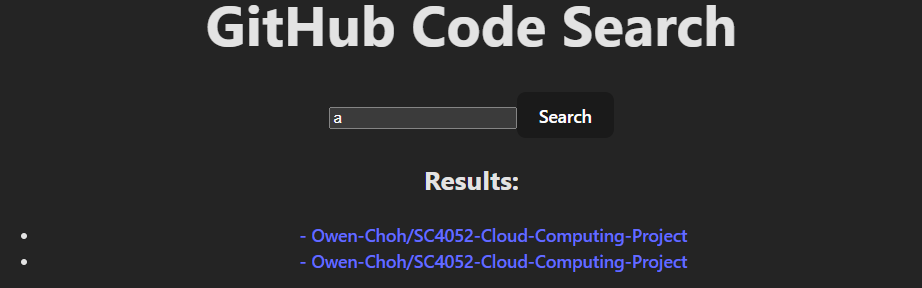 GitHub Code Search
a Search
Results:
- Owen-Choh/SC4052-Cloud-Computing-Project
- Owen-Choh/SC4052-Cloud-Computing-Project